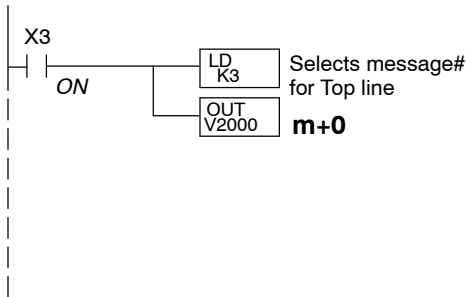 X3
ON
LD
K3
Selects message#
for Top line
OUT
V2000
m+0